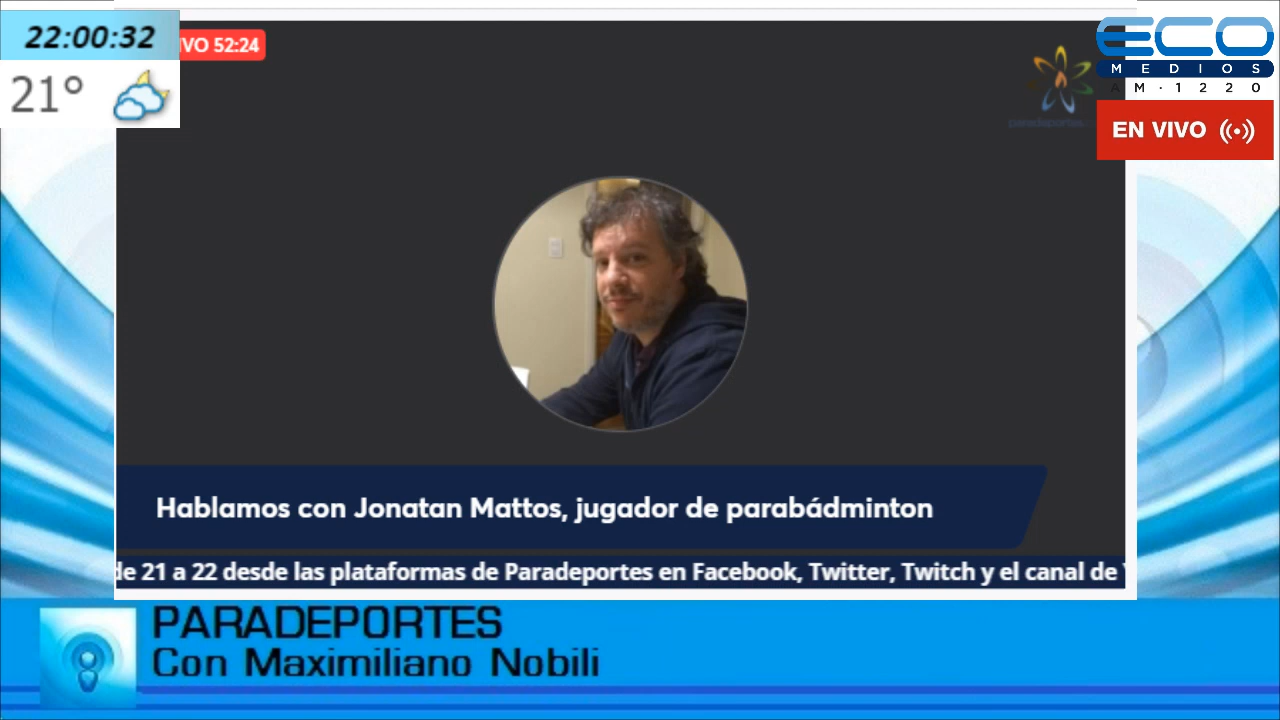 22:00:32
21°
IVO 52:24
paradeportes
ECO
MEDIOS
AM·1220
EN VIVO
Hablamos con Jonatan Mattos, jugador de parabádminton
de 21 a 22 desde las plataformas de Paradeportes en Facebook, Twitter, Twitch y el canal de
PARADEPORTES
Con Maximiliano Nobili